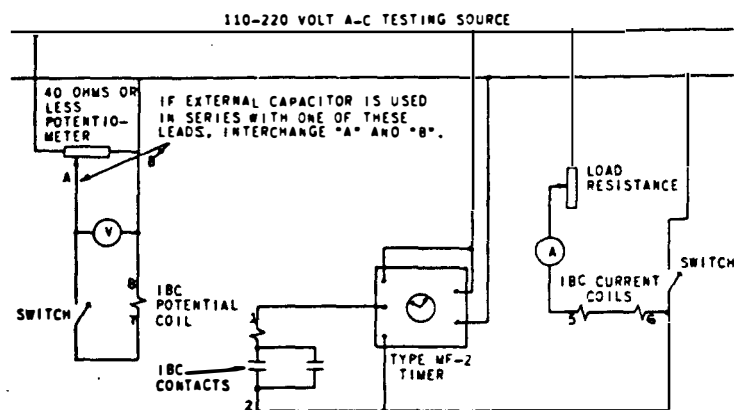 110-220 VOLT A-C TESTING SOURCE
40 OHMS OR
LESS
POTENTIO-
METER
IF EXTERNAL CAPACITOR IS USED
IN SERIES WITH ONE OF THESE
LEADS, INTERCHANGE "A" AND "B".
A
B
V
SWITCH
8
7
IBC
POTENTIAL
COIL
1
IBC
CONTACTS
2
TYPE MF-2
TIMER
LOAD
RESISTANCE
A
IBC CURRENT
COILS
5
6
SWITCH